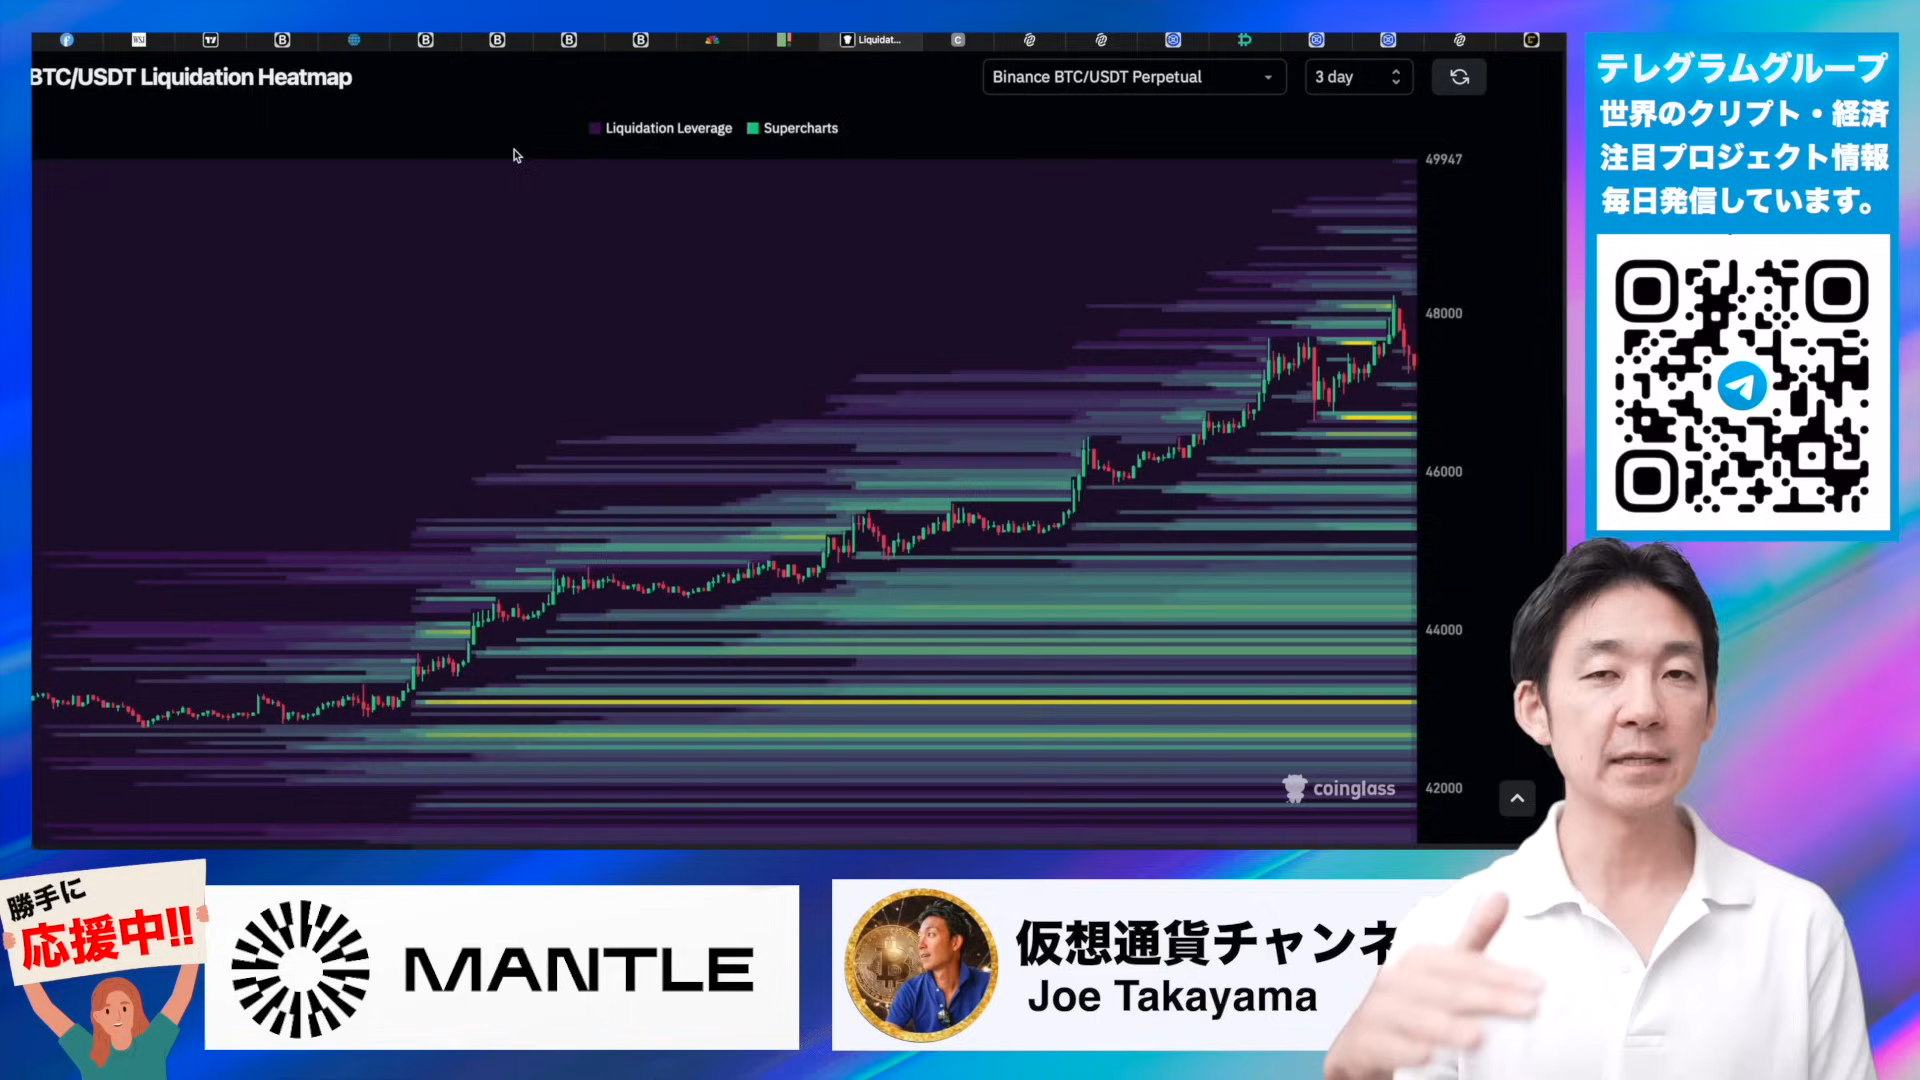 WSJ
Liquidat...
BTC/USDT Liquidation Heatmap
Binance BTC/USDT Perpetual
3 day
Liquidation Leverage
Supercharts
49947
48000
46000
44000
42000
coinglass
テレグラムグループ
世界のクリプト・経済
注目プロジェクト情報
毎日発信しています。
勝手に
応援中!!
MANTLE
仮想通貨チャンネ
Joe Takayama